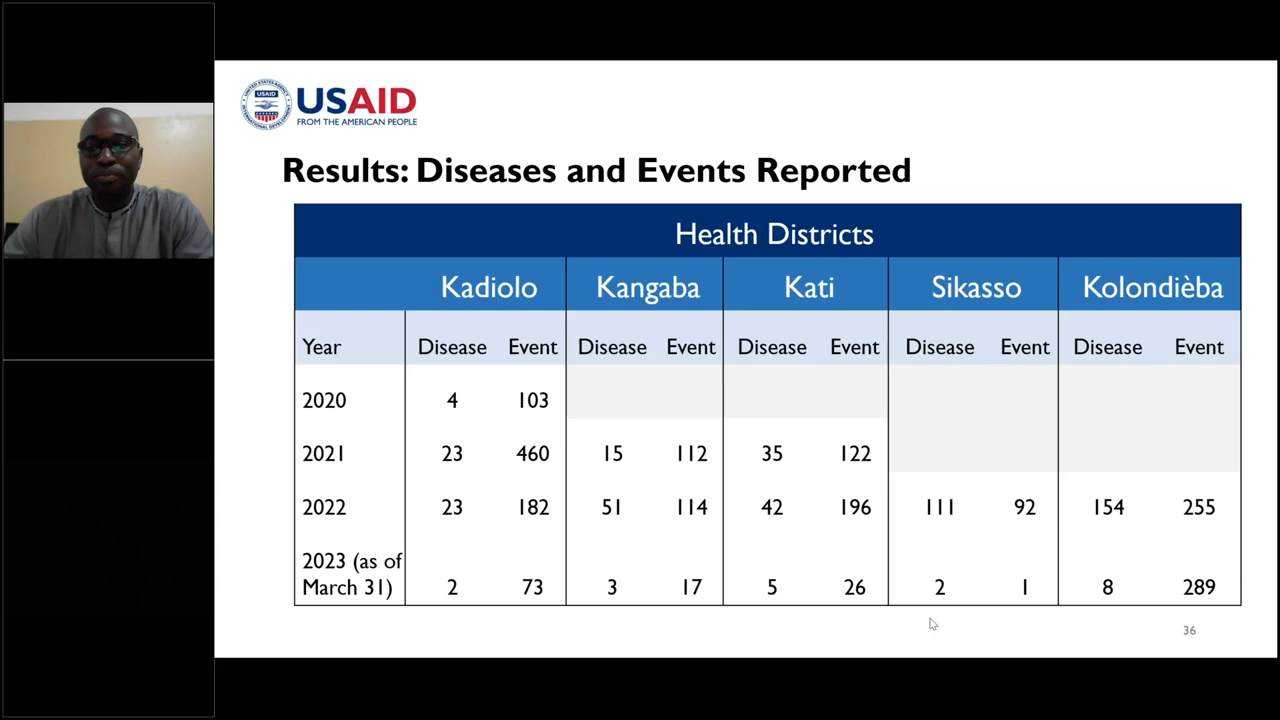 USAID
FROM THE AMERICAN PEOPLE
Results: Diseases and Events Reported
Health Districts
Kadiolo Kangaba Kati Sikasso Kolondièba
Year Disease Event Disease Event Disease Event Disease Event Disease Event
2020 4 103
2021 23 460 15 112 35 122
2022 23 182 51 114 42 196 111 92 154 255
2023 (as of
March 31) 2 73 3 17 5 26 2 1 8 289
36